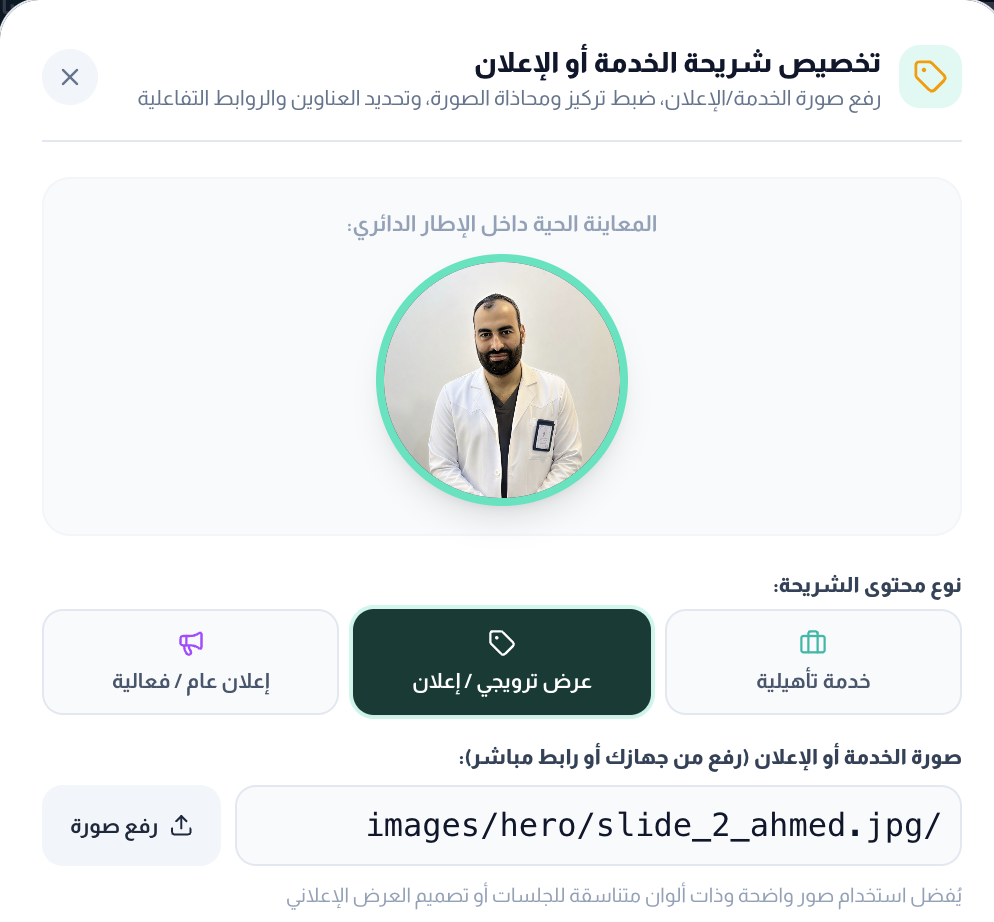 تخصيص شريحة الخدمة أو الإعلان
رفع صورة الخدمة/الإعلان، ضبط تركيز ومحاذاة الصورة، وتحديد العناوين والروابط التفاعلية
المعاينة الحية داخل الإطار الدائري:
نوع محتوى الشريحة:
خدمة تأهيلية
عرض ترويجي / إعلان
إعلان عام / فعالية
صورة الخدمة أو الإعلان (رفع من جهازك أو رابط مباشر):
images/hero/slide_2_ahmed.jpg/
رفع صورة
يُفضل استخدام صور واضحة وذات ألوان متناسقة للجلسات أو تصميم العرض الإعلاني